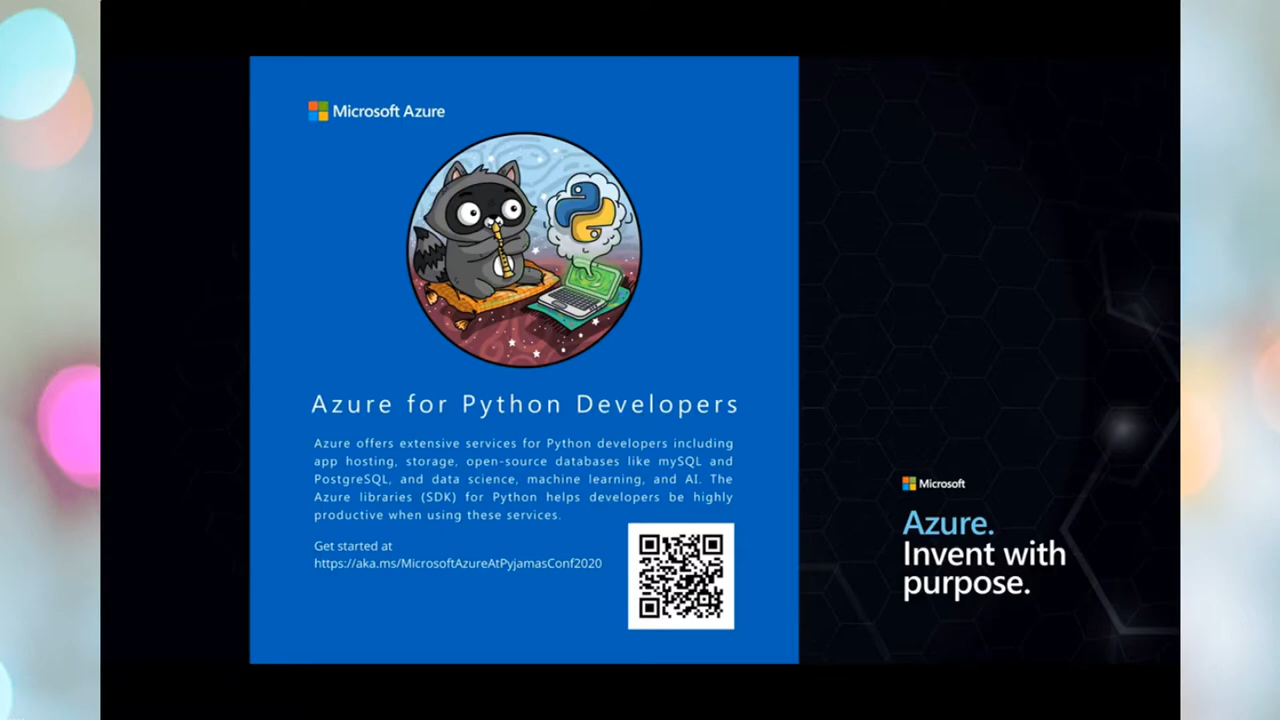 Microsoft Azure
Azure for Python Developers
Azure offers extensive services for Python developers including
app hosting, storage, open-source databases like mySQL and
PostgreSQL, and data science, machine learning, and AI. The
Azure libraries (SDK) for Python helps developers be highly
productive when using these services.
Get started at
https://aka.ms/MicrosoftAzureAtPyjamasConf2020
Microsoft
Azure.
Invent with
purpose.